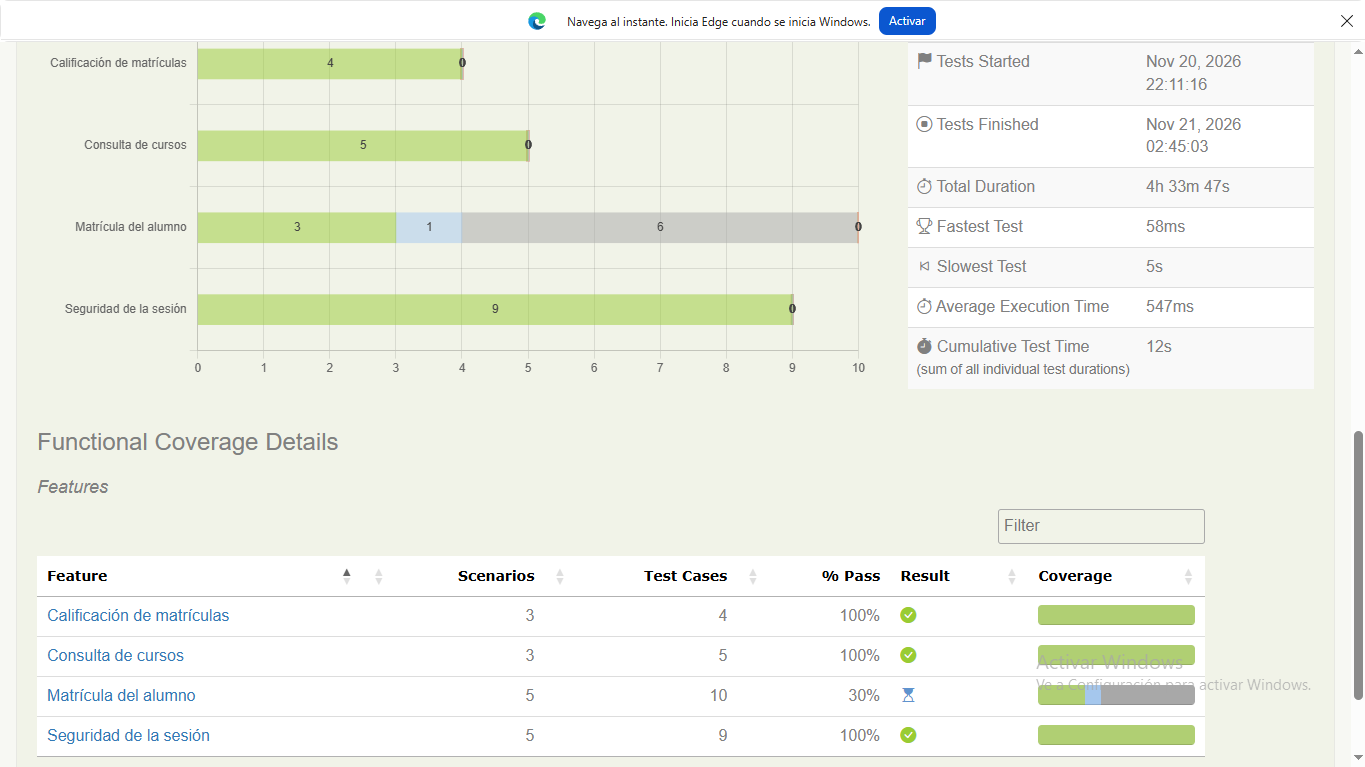 Navega al instante. Inicia Edge cuando se inicia Windows. Activar
Calificación de matrículas 4 0
Consulta de cursos 5 0
Matrícula del alumno 3 1 6 0
Seguridad de la sesión 9 0
0 1 2 3 4 5 6 7 8 9 10
Tests Started Nov 20, 2026
22:11:16
Tests Finished Nov 21, 2026
02:45:03
Total Duration 4h 33m 47s
Fastest Test 58ms
Slowest Test 5s
Average Execution Time 547ms
Cumulative Test Time 12s
(sum of all individual test durations)
Functional Coverage Details
Features
Filter
Feature Scenarios Test Cases % Pass Result Coverage
Calificación de matrículas 3 4 100%
Consulta de cursos 3 5 100%
Matrícula del alumno 5 10 30%
Seguridad de la sesión 5 9 100%
Activar Windows
Ve a Configuración para activar Windows.